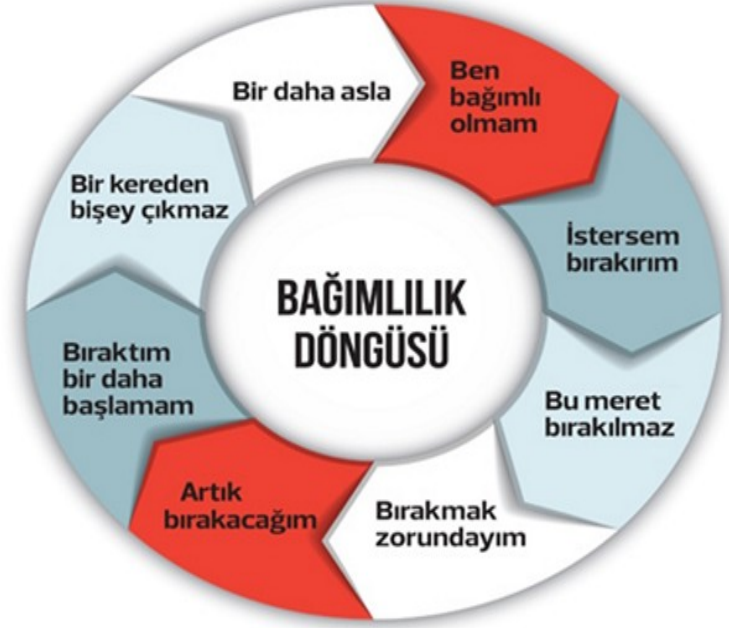 BAĞIMLILIK
DÖNGÜSÜ
Ben
bağımlı
olmam
İstersem
bırakırım
Bu meret
bırakılmaz
Bırakmak
zorundayım
Artık
bırakacağım
Bıraktım
bir daha
başlamam
Bir kereden
bişey çıkmaz
Bir daha asla